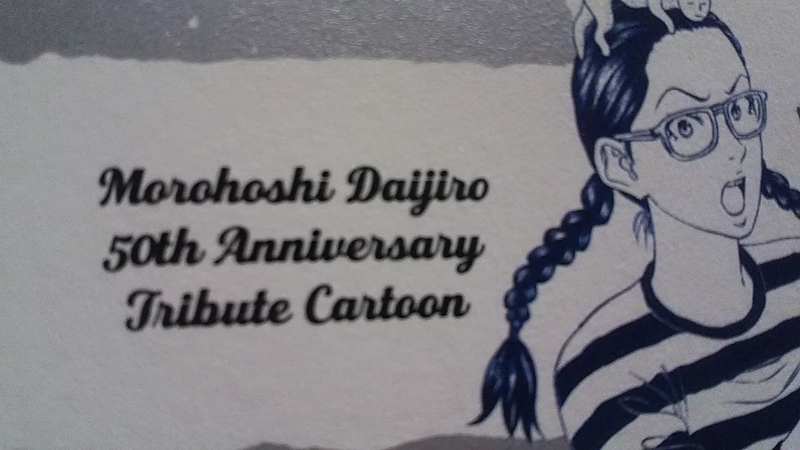 Morohoshi Daijiro
50th Anniversary
Tribute Cartoon